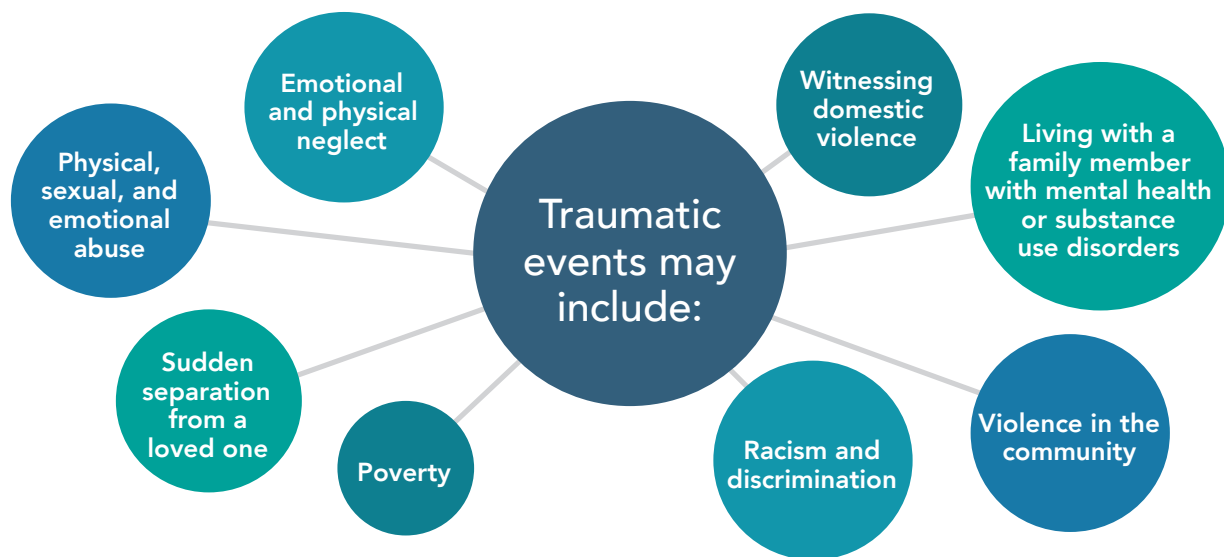 Traumatic
events may
include:
Physical,
sexual, and
emotional
abuse
Emotional
and physical
neglect
Witnessing
domestic
violence
Living with a
family member
with mental health
or substance
use disorders
Sudden
separation
from a
loved one
Poverty
Racism and
discrimination
Violence in the
community